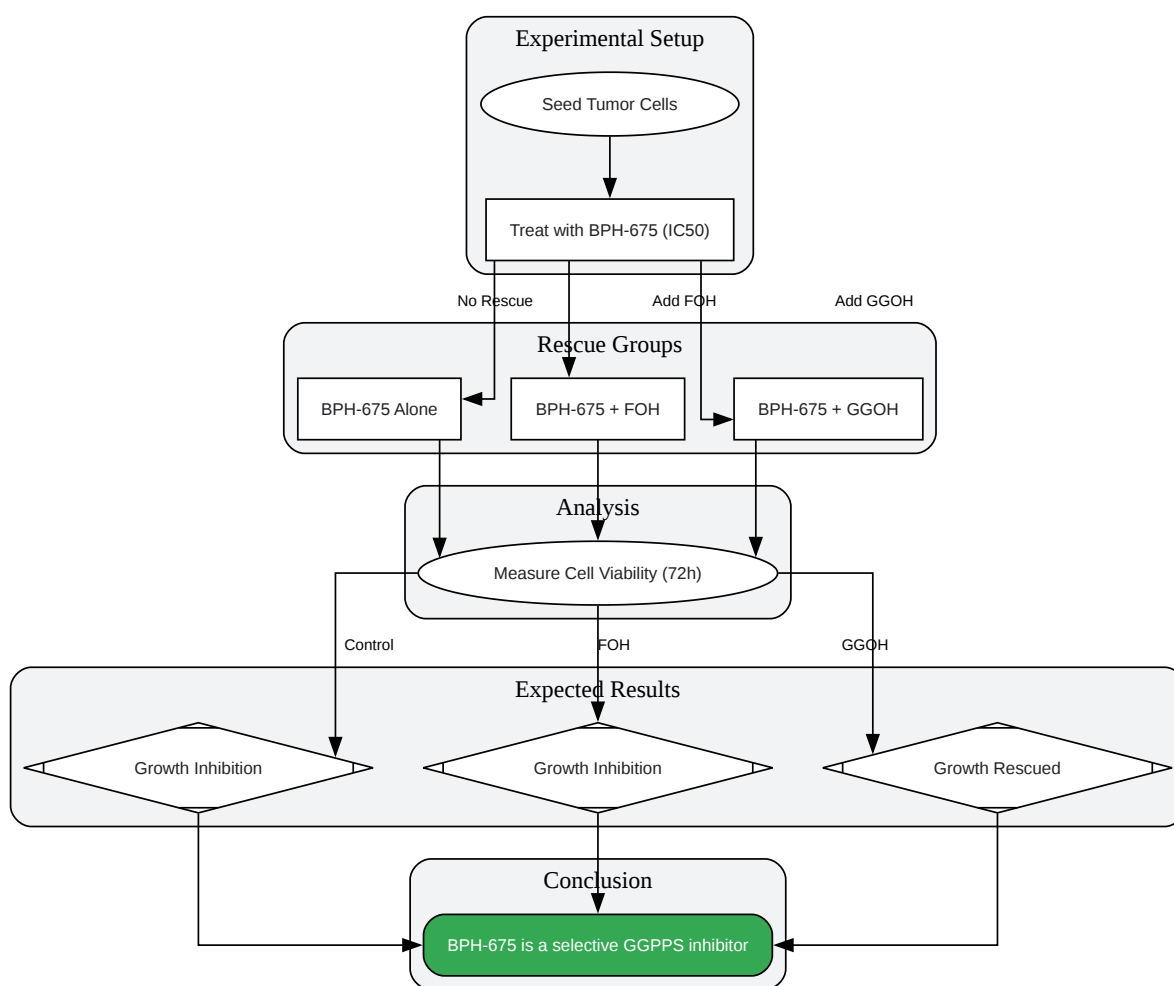 Experimental Setup
Seed Tumor Cells
Treat with BPH-675 (IC50)
No Rescue
Add FOH
Add GGOH
Rescue Groups
BPH-675 Alone
BPH-675 + FOH
BPH-675 + GGOH
Analysis
Measure Cell Viability (72h)
Control
FOH
GGOH
Expected Results
Growth Inhibition
Growth Inhibition
Growth Rescued
Conclusion
BPH-675 is a selective GGPPS inhibitor